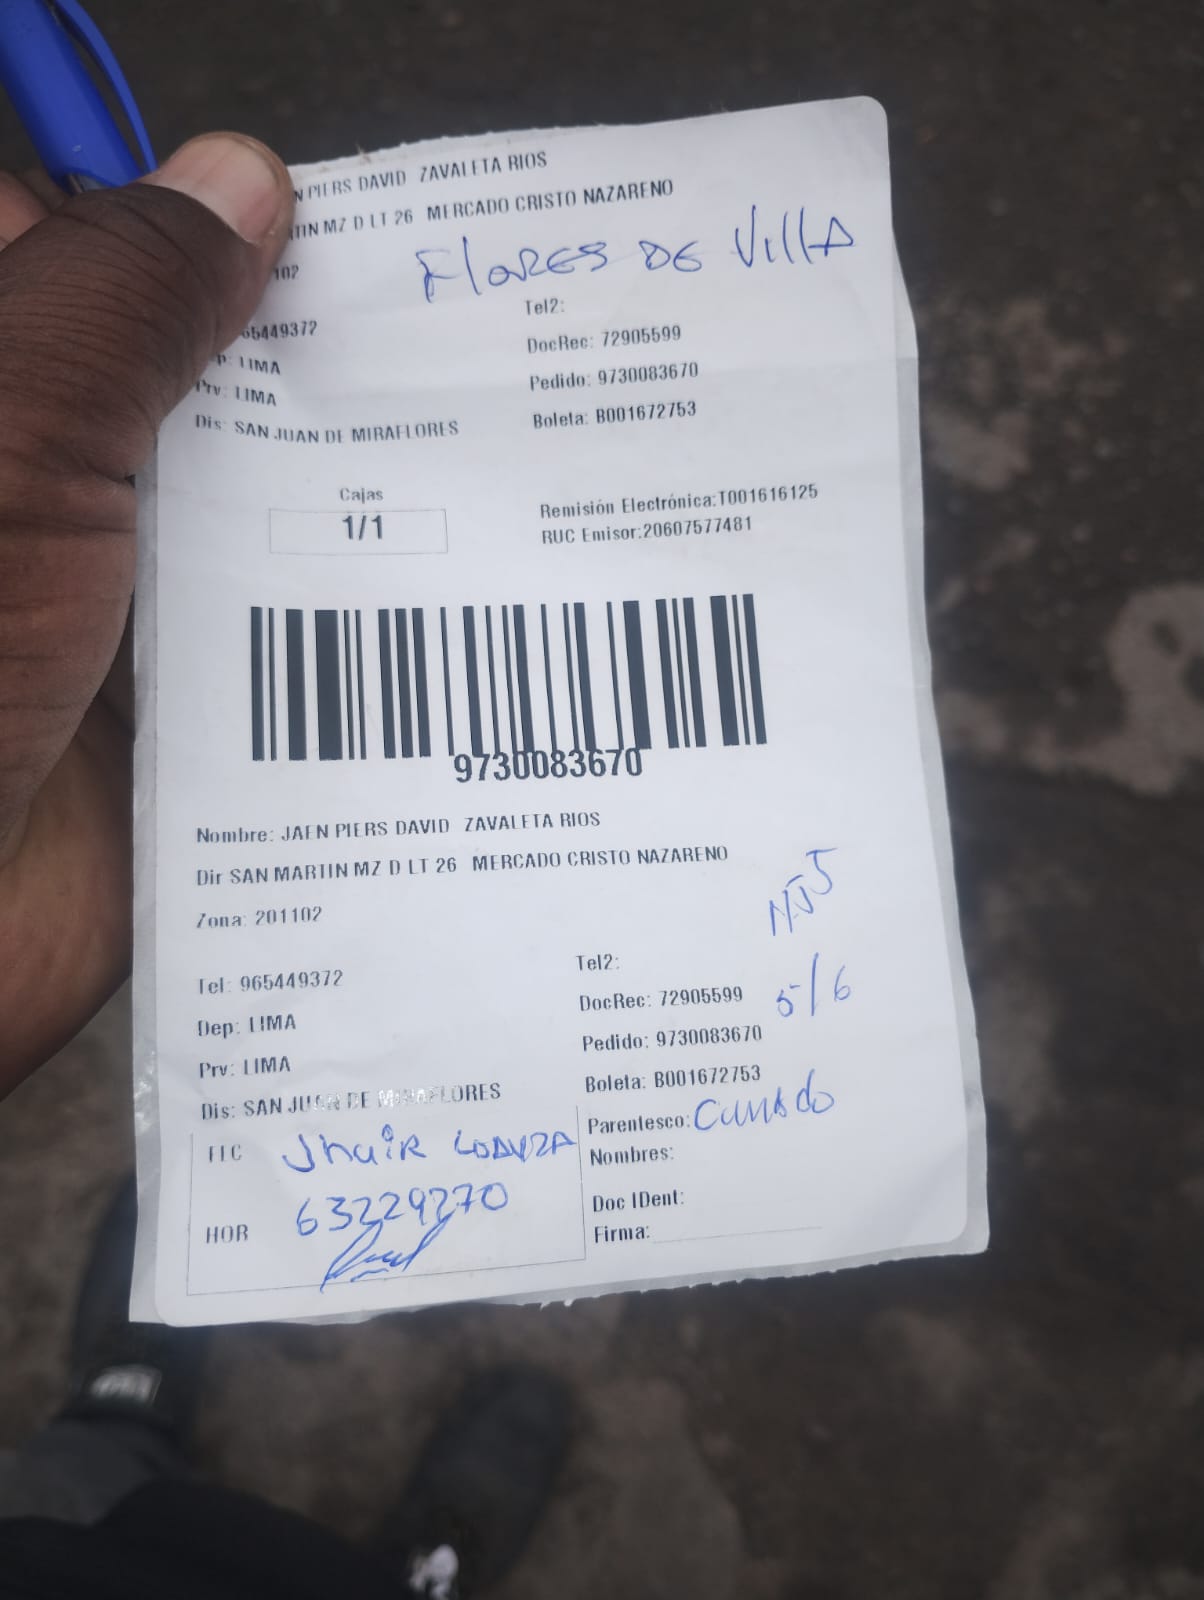 N PIERS DAVID ZAVALETA RIOS
TIN MZ D LT 26 MERCADO CRISTO NAZARENO
102
FLORES DE VILLA
65449372
Tel2:
p: LIMA
DocRec: 72905599
Prv: LIMA
Pedido: 9730083670
Dis: SAN JUAN DE MIRAFLORES
Boleta: B001672753
Cajas
1/1
Remisión Electrónica:T001616125
RUC Emisor:20607577481
9730083670
Nombre: JAEN PIERS DAVID ZAVALETA RIOS
Dir SAN MARTIN MZ D LT 26 MERCADO CRISTO NAZARENO
Zona: 201102
Tel: 965449372
Tel2:
Dep: LIMA
DocRec: 72905599
5/6
Prv: LIMA
Pedido: 9730083670
Dis: SAN JUAN DE MIRAFLORES
Boleta: B001672753
FEC
Jhair
Parentesco: Cuñado
Nombres:
63229270
HOR
Doc IDent:
Firma: